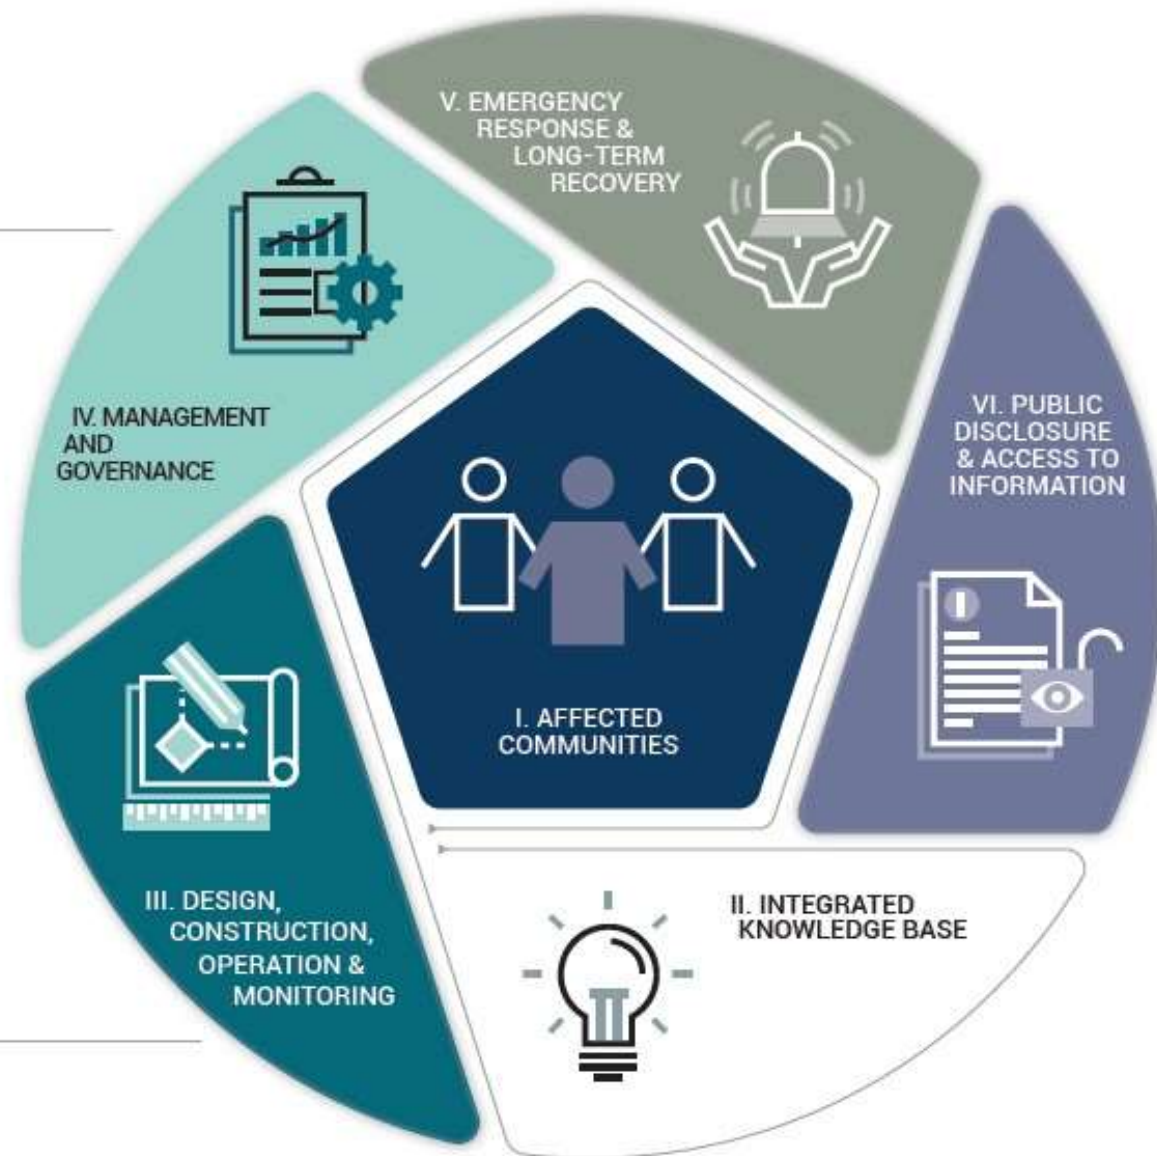 V. EMERGENCY
RESPONSE &
LONG-TERM
RECOVERY
IV. MANAGEMENT
AND
GOVERNANCE
VI. PUBLIC
DISCLOSURE
& ACCESS TO
INFORMATION
I. AFFECTED
COMMUNITIES
III. DESIGN,
CONSTRUCTION,
OPERATION &
MONITORING
II. INTEGRATED
KNOWLEDGE BASE